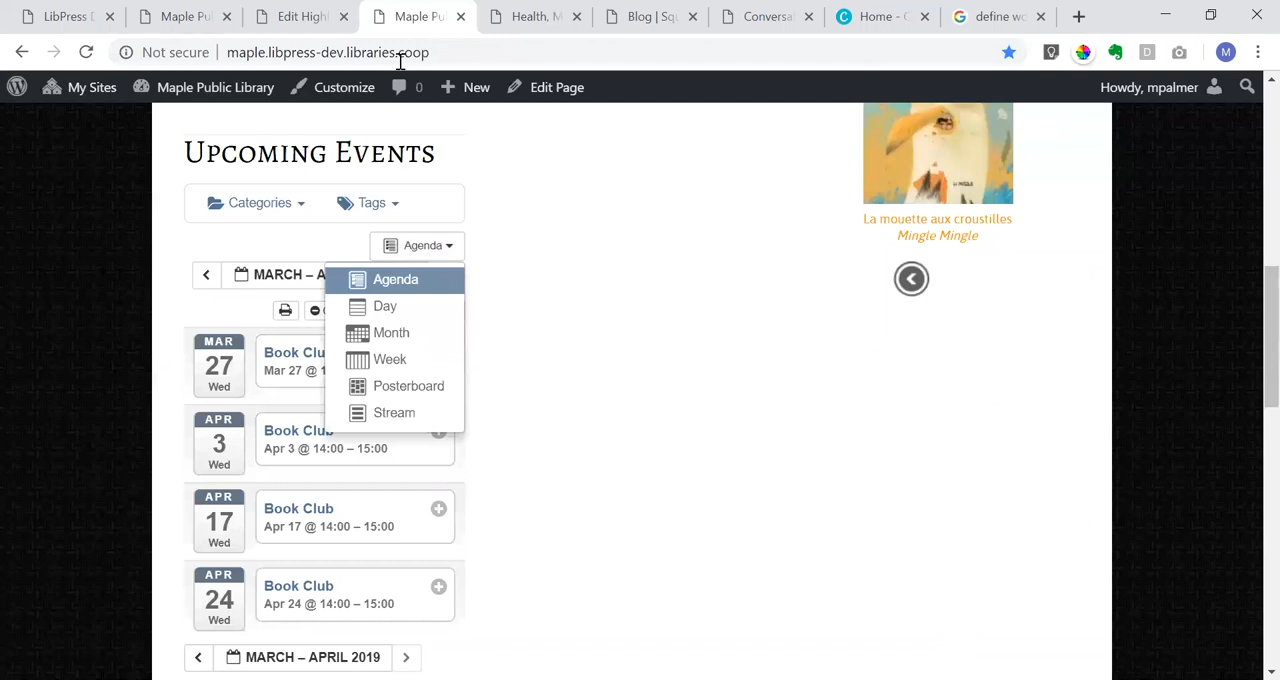 LibPress D
Maple Pu
Edit High
Maple Pu
Health, M
Blog | Squ
Conversa
Home - C
define wo
Not secure | maple.libpress-dev.libraries.coop
My Sites Maple Public Library Customize 0 New Edit Page Howdy, mpalmer
Upcoming Events
Categories Tags
Agenda
MARCH – A
Agenda
Day
Month
Week
Posterboard
Stream
MAR
27
Wed
Book Clu
Mar 27 @ 1
APR
3
Wed
Book Club
Apr 3 @ 14:00 – 15:00
APR
17
Wed
Book Club
Apr 17 @ 14:00 – 15:00
APR
24
Wed
Book Club
Apr 24 @ 14:00 – 15:00
MARCH – APRIL 2019
La mouette aux croustilles
Mingle Mingle